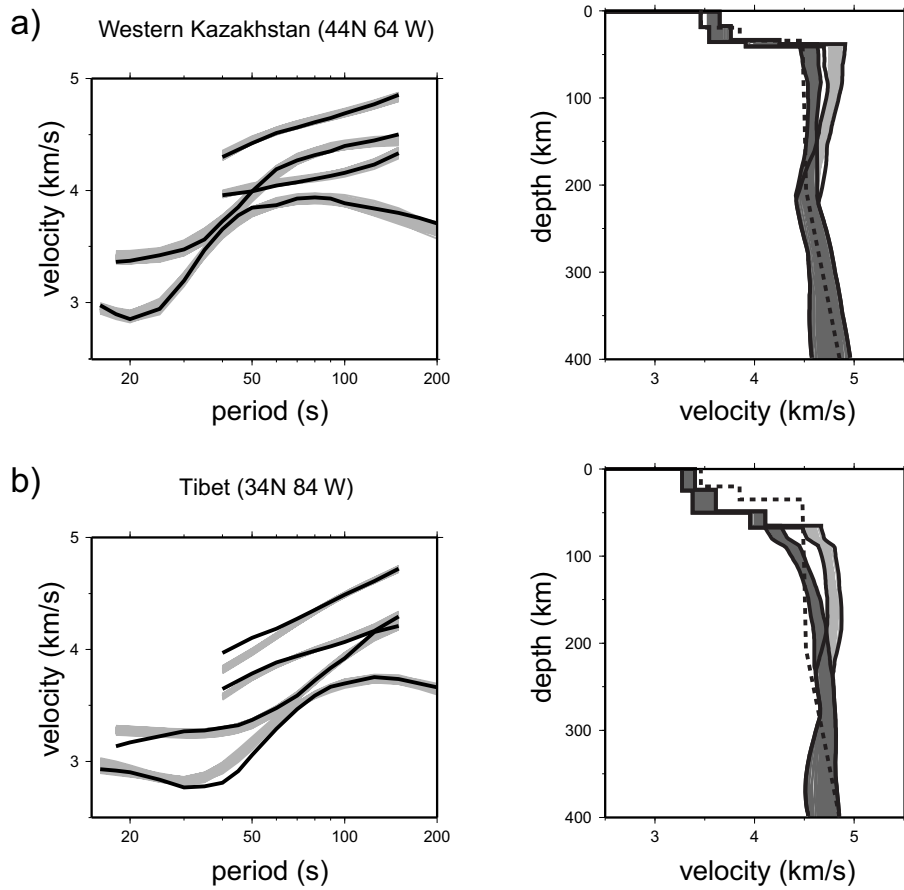 a)
Western Kazakhstan (44N 64 W)
5
4
3
velocity (km/s)
20
50
100
200
period (s)
0
100
200
300
400
depth (km)
3
4
5
velocity (km/s)
b)
Tibet (34N 84 W)
5
4
3
velocity (km/s)
20
50
100
200
period (s)
0
100
200
300
400
depth (km)
3
4
5
velocity (km/s)